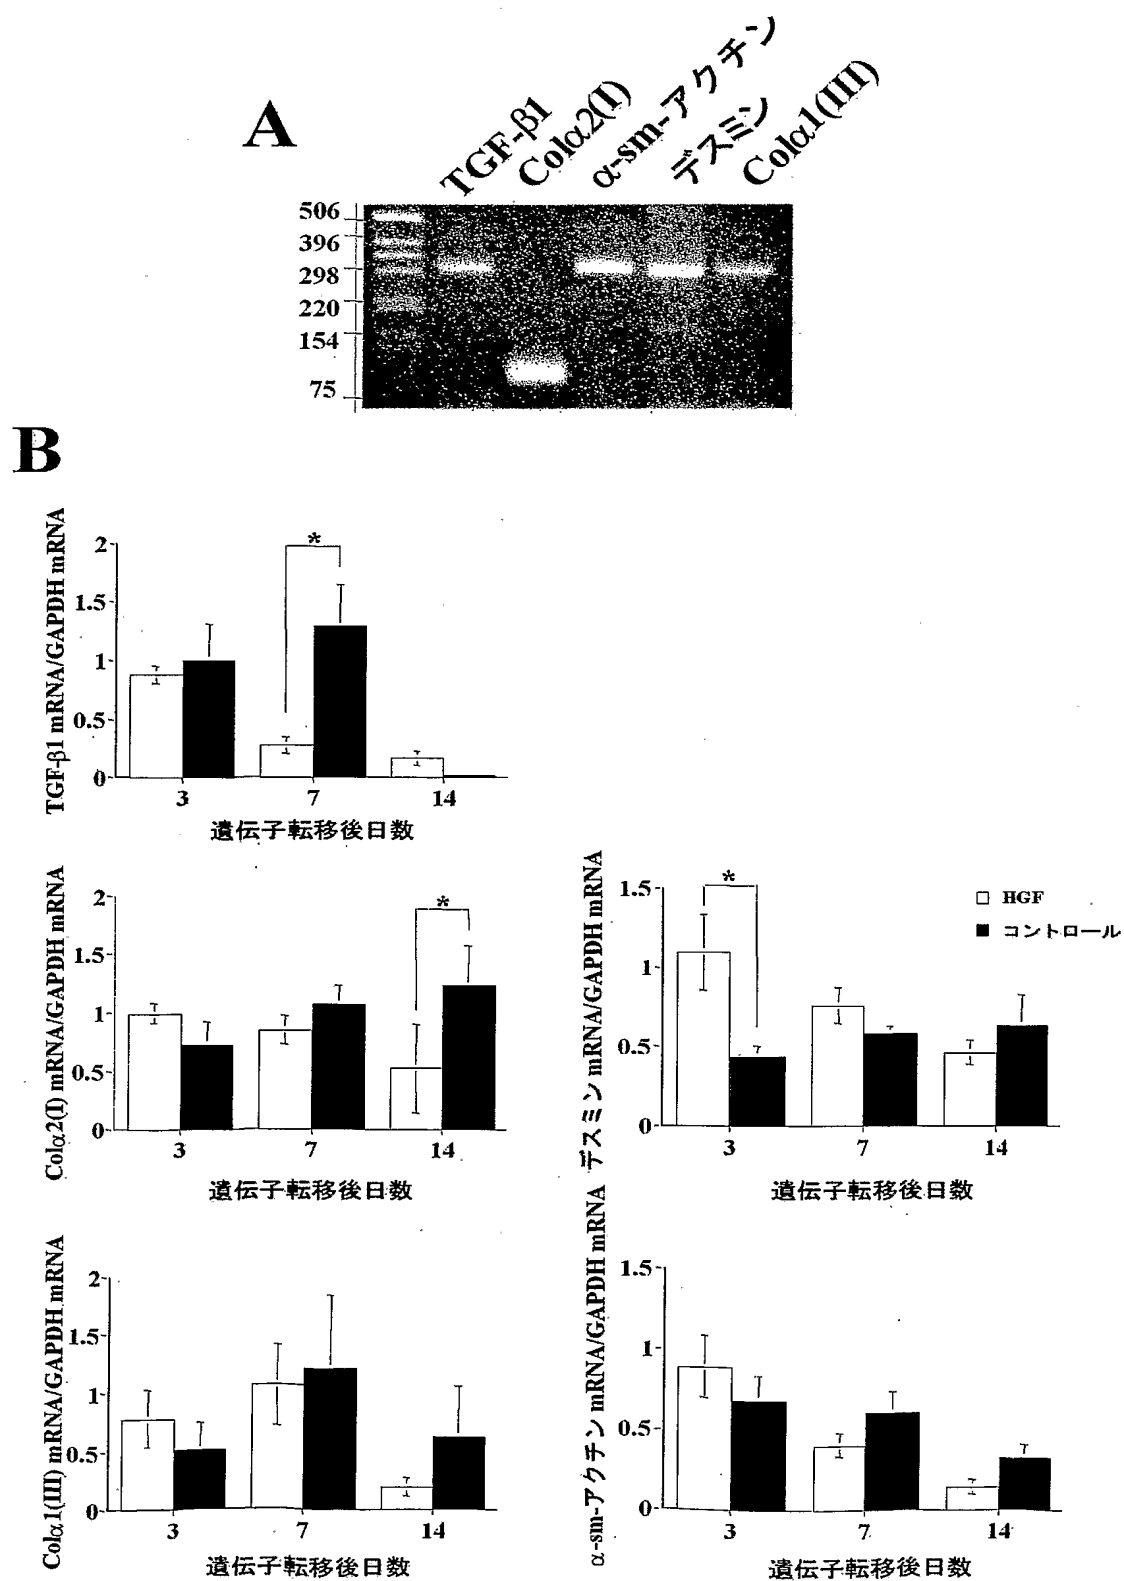 A
TGF-β1
Colα2(I)
α-sm-アクチン
デスミン
Colα1(III)
506
396
298
220
154
75
B
TGF-β1 mRNA/GAPDH mRNA
2
1.5
1
0.5
0
*
3 7 14
遺伝子転移後日数
Colα2(I) mRNA/GAPDH mRNA
2
1.5
1
0.5
0
*
3 7 14
遺伝子転移後日数
デスミン mRNA/GAPDH mRNA
1.5
1
0.5
0
*
3 7 14
遺伝子転移後日数
HGF
コントロール
Colα1(III) mRNA/GAPDH mRNA
2
1.5
1
0.5
0
3 7 14
遺伝子転移後日数
α-sm-アクチン mRNA/GAPDH mRNA
1.5
1
0.5
0
3 7 14
遺伝子転移後日数